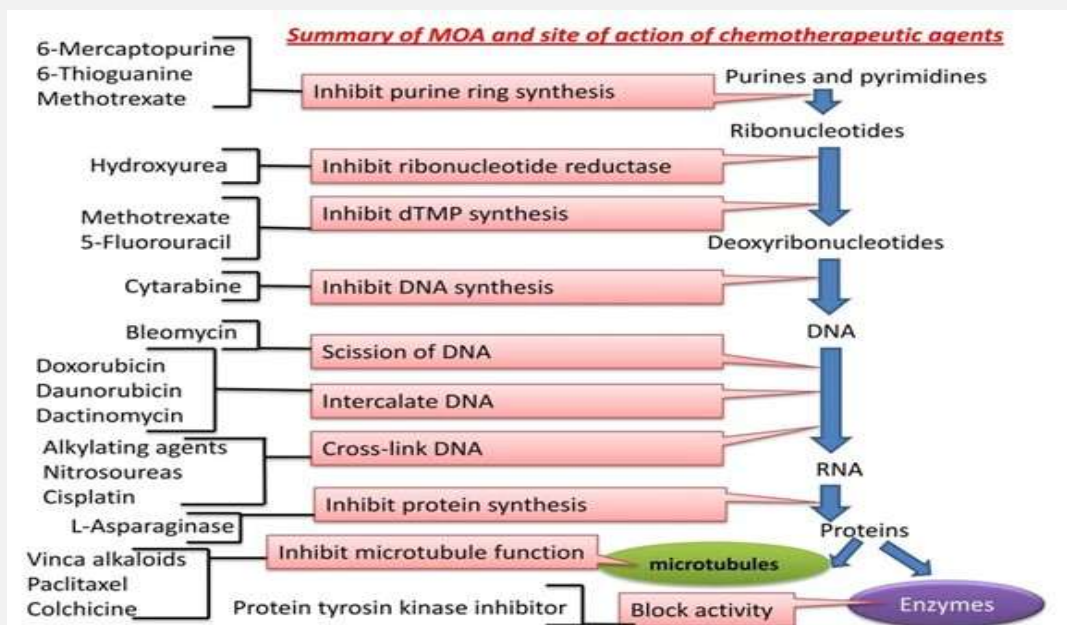 Summary of MOA and site of action of chemotherapeutic agents
6-Mercaptopurine
6-Thioguanine
Methotrexate
Inhibit purine ring synthesis
Purines and pyrimidines
Ribonucleotides
Hydroxyurea
Inhibit ribonucleotide reductase
Methotrexate
5-Fluorouracil
Inhibit dTMP synthesis
Deoxyribonucleotides
Cytarabine
Inhibit DNA synthesis
DNA
Bleomycin
Scission of DNA
Doxorubicin
Daunorubicin
Dactinomycin
Intercalate DNA
Alkylating agents
Nitrosoureas
Cisplatin
Cross-link DNA
RNA
L-Asparaginase
Inhibit protein synthesis
Proteins
Vinca alkaloids
Paclitaxel
Colchicine
Inhibit microtubule function
microtubules
Protein tyrosin kinase inhibitor
Block activity
Enzymes